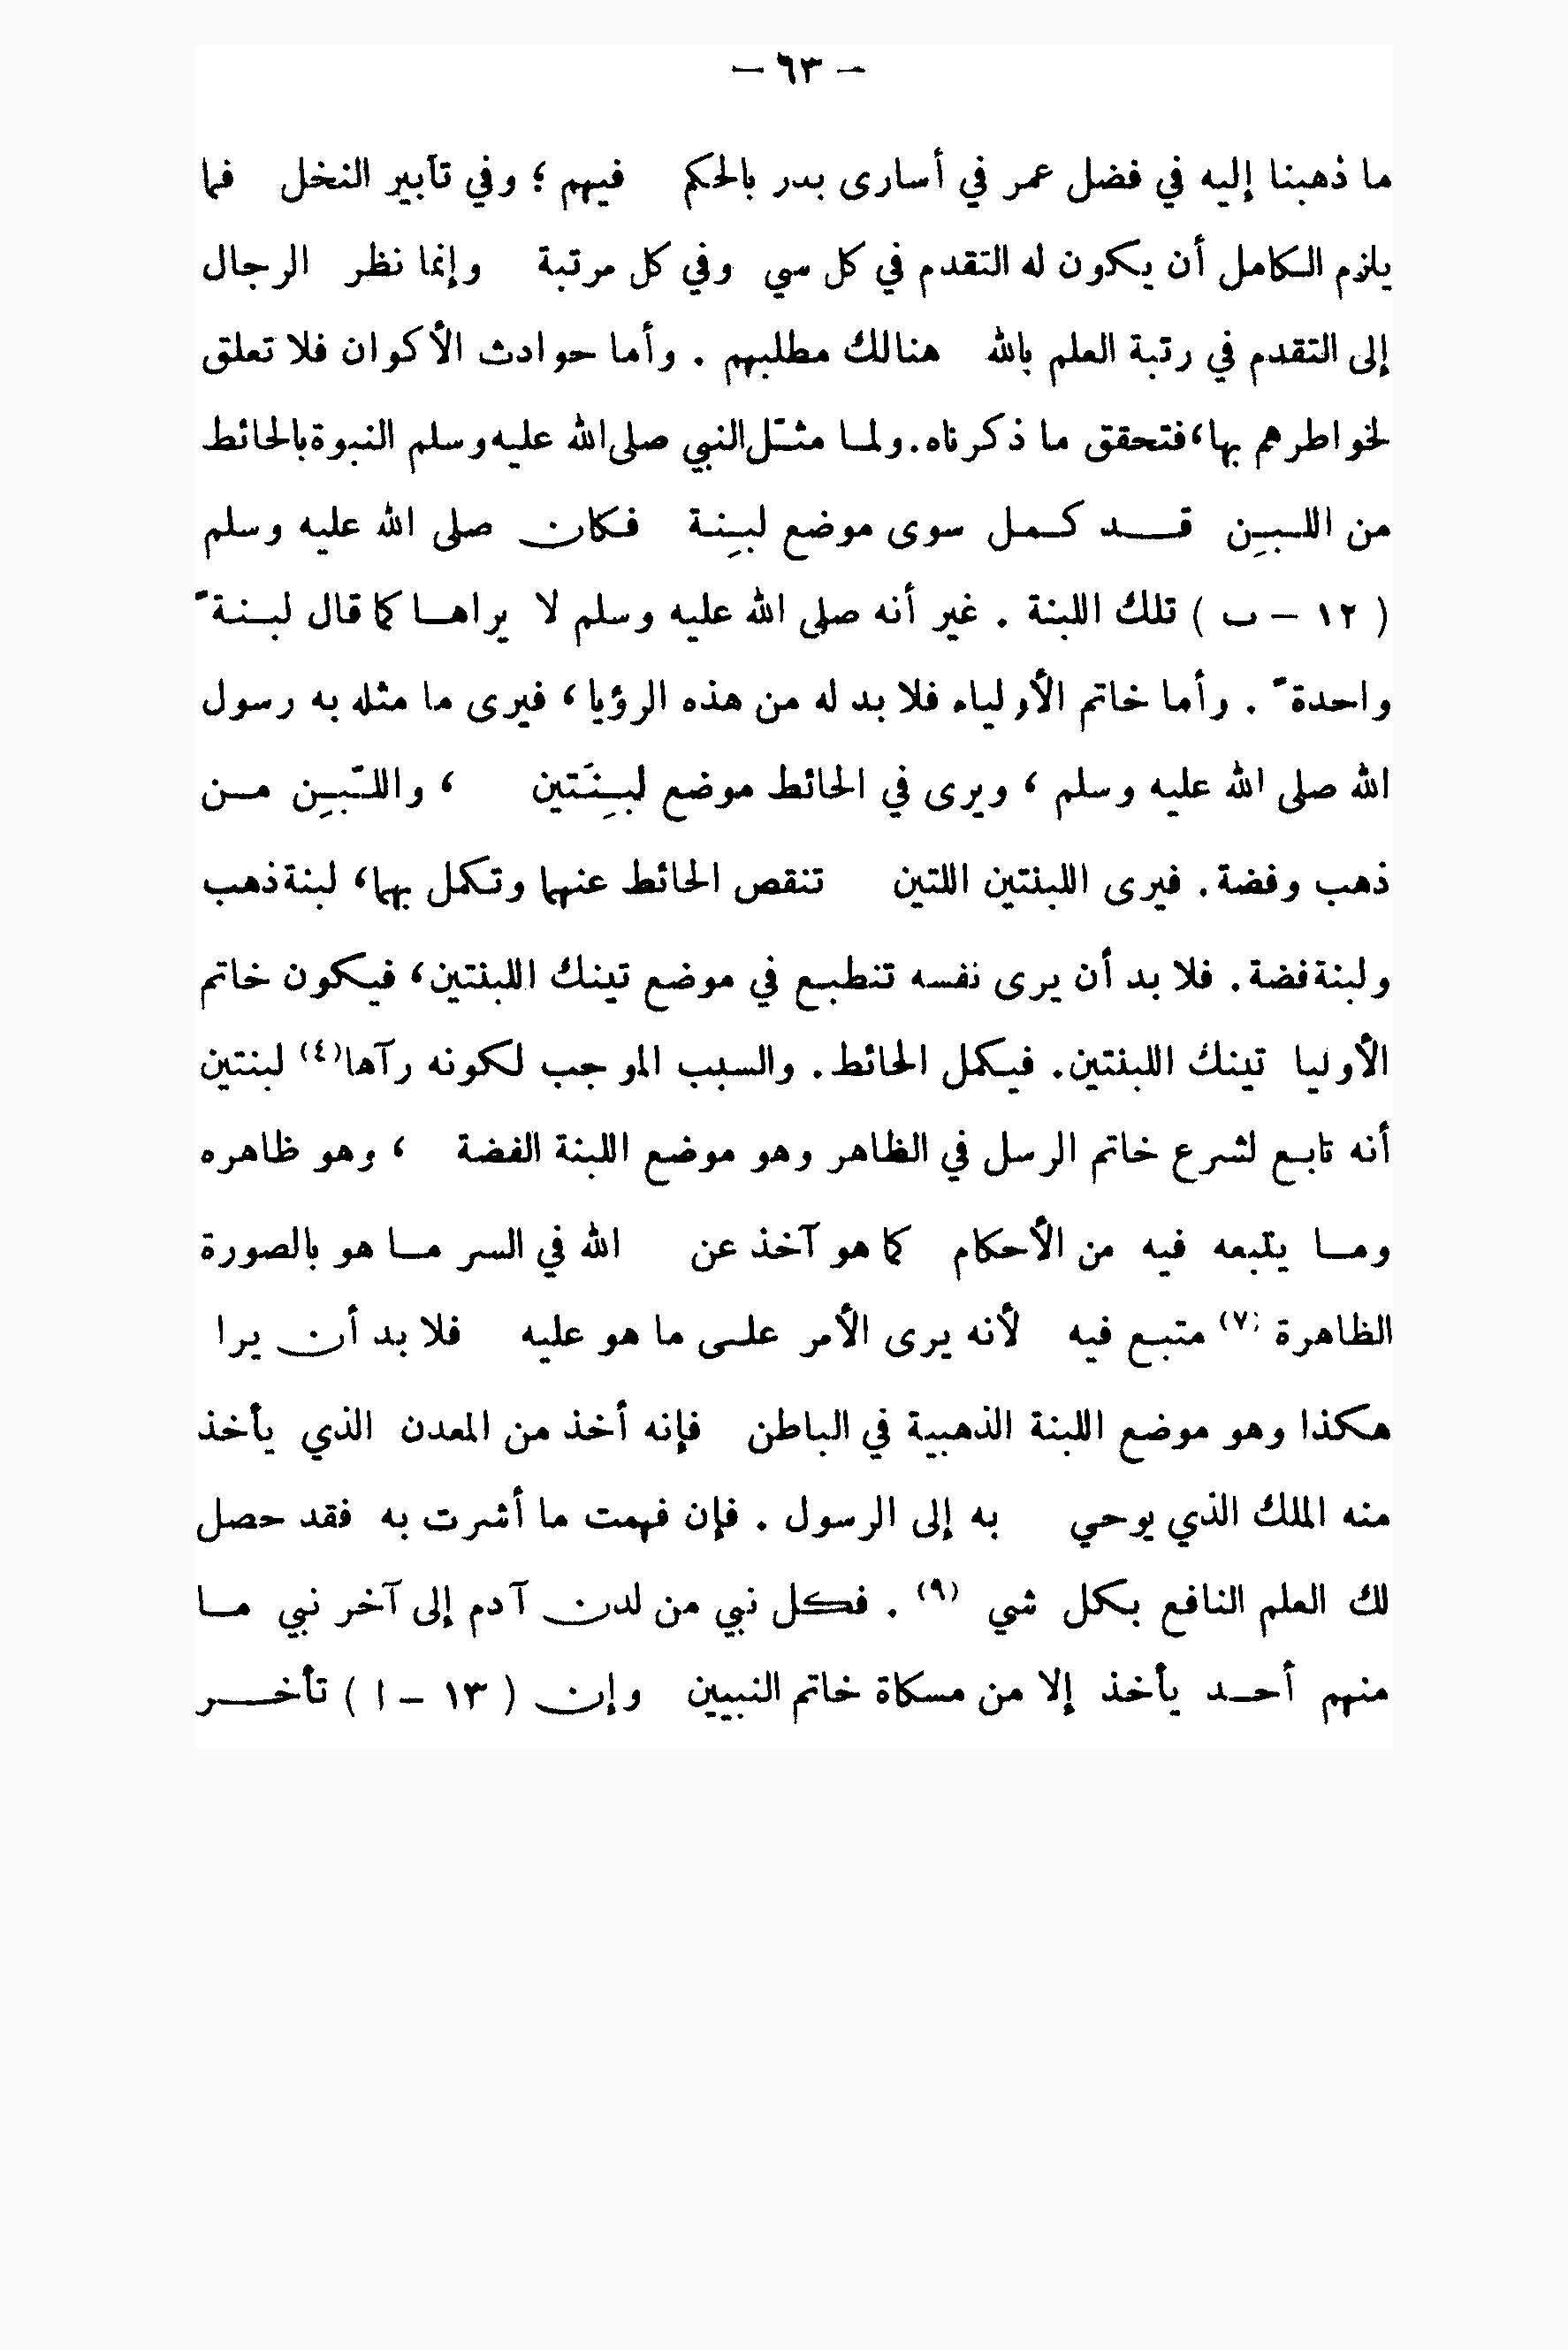 — ٦٣ —
ما ذهبنا إليه في فضل عمر في أسارى بدر بالحكم فيهم ؛ وفي تأبير النخل فما
يلزم الكامل أن يكون له التقدم في كل سي وفي كل مرتبة وإنما نظر الرجال
إلى التقدم في رتبة العلم بالله هنالك مطلبهم . وأما حوادث الأكوان فلا تعلق
لخواطرهم بها، فتحقق ما ذكرناه. ولما مثّل النبي صلى الله عليه وسلم النبوة بالحائط
من اللبِن قد كمل سوى موضع لبِنة فكان صلى الله عليه وسلم
( ١٢ - ب ) تلك اللبنة . غير أنه صلى الله عليه وسلم لا يراها كما قال لبنةً
واحدةً . وأما خاتم الأولياء فلا بد له من هذه الرؤيا ، فيرى ما مثله به رسول
الله صلى الله عليه وسلم ، ويرى في الحائط موضع لبِنَتين ، واللّبِن من
ذهب وفضة . فيرى اللبنتين اللتين تنقص الحائط عنهما وتكمل بهما، لبنة ذهب
ولبنة فضة . فلا بد أن يرى نفسه تنطبع في موضع تينك اللبنتين، فيكون خاتم
الأوليا تينك اللبنتين. فيكمل الحائط . والسبب الموجب لكونه رآها(٤) لبنتين
أنه تابع لشرع خاتم الرسل في الظاهر وهو موضع اللبنة الفضة ، وهو ظاهره
وما يتبعه فيه من الأحكام كما هو آخذ عن الله في السر ما هو بالصورة
الظاهرة (٧) متبع فيه لأنه يرى الأمر على ما هو عليه فلا بد أن يرا
هكذا وهو موضع اللبنة الذهبية في الباطن فإنه أخذ من المعدن الذي يأخذ
منه الملك الذي يوحي به إلى الرسول . فإن فهمت ما أشرت به فقد حصل
لك العلم النافع بكل شي (٩) . فكل نبي من لدن آدم إلى آخر نبي ما
منهم أحد يأخذ إلا من مسكاة خاتم النبيين وإن ( ١٣ - ا ) تأخر